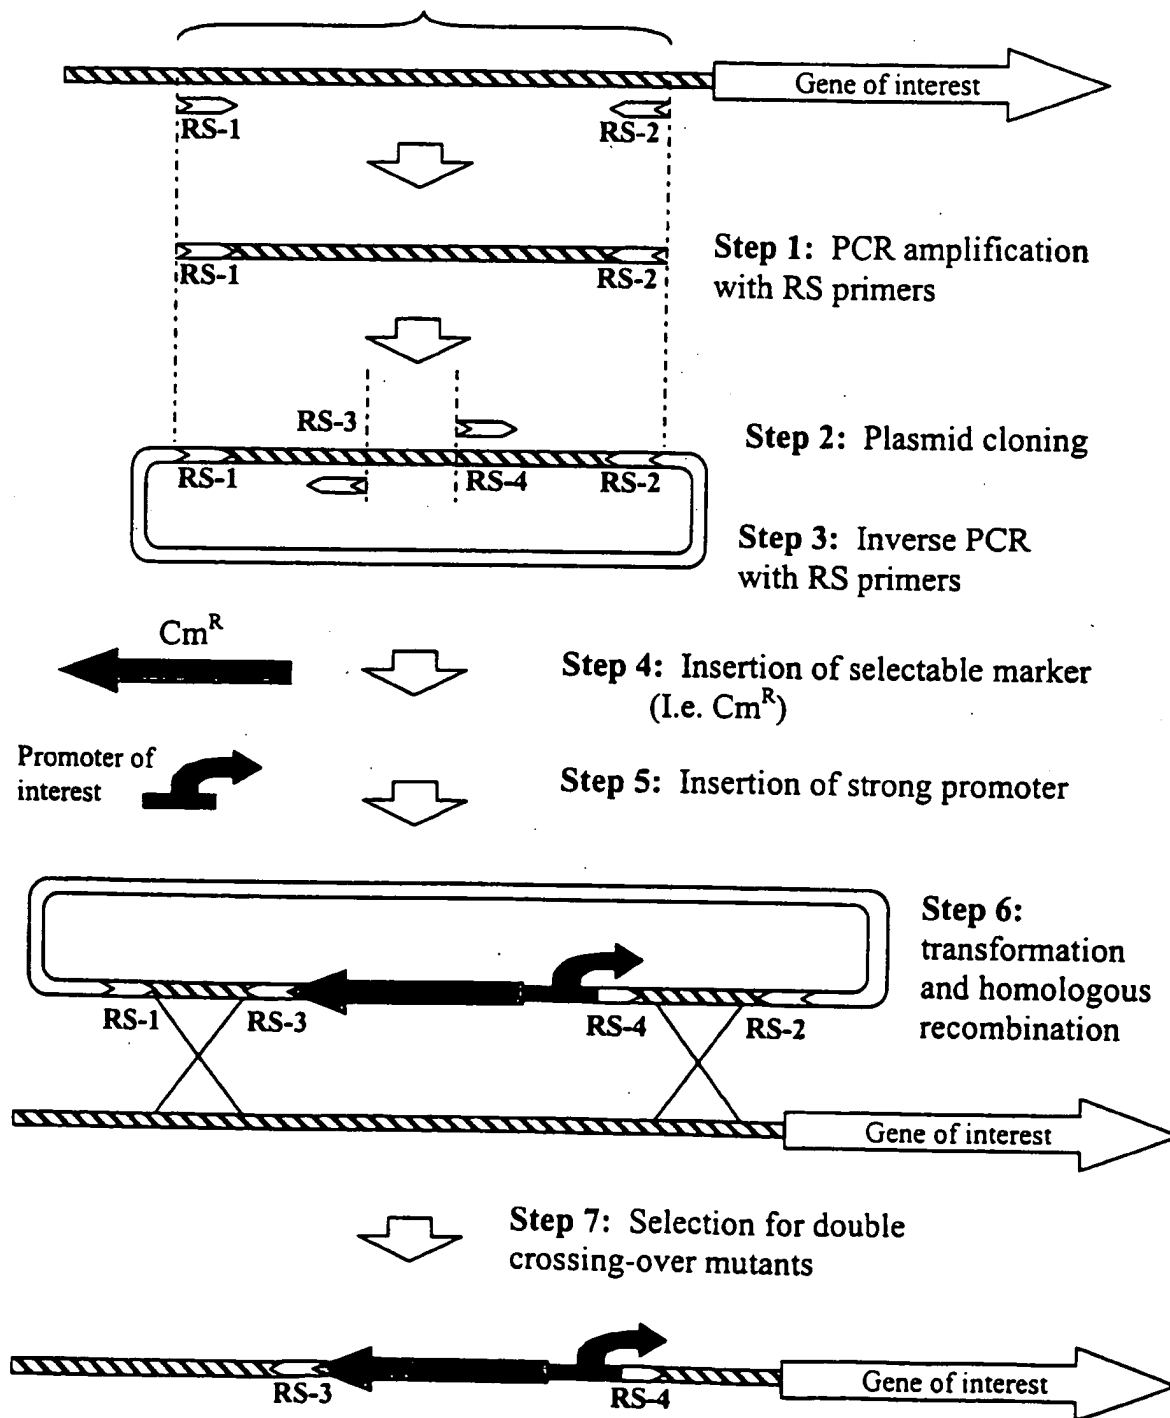 Gene of interest
RS-1
RS-2
Step 1: PCR amplification
with RS primers
RS-1
RS-2
RS-3
Step 2: Plasmid cloning
RS-1
RS-4
RS-2
Step 3: Inverse PCR
with RS primers
Cm^R
Step 4: Insertion of selectable marker
(I.e. Cm^R)
Promoter of
interest
Step 5: Insertion of strong promoter
Step 6:
transformation
and homologous
recombination
RS-1
RS-3
RS-4
RS-2
Gene of interest
Step 7: Selection for double
crossing-over mutants
RS-3
RS-4
Gene of interest